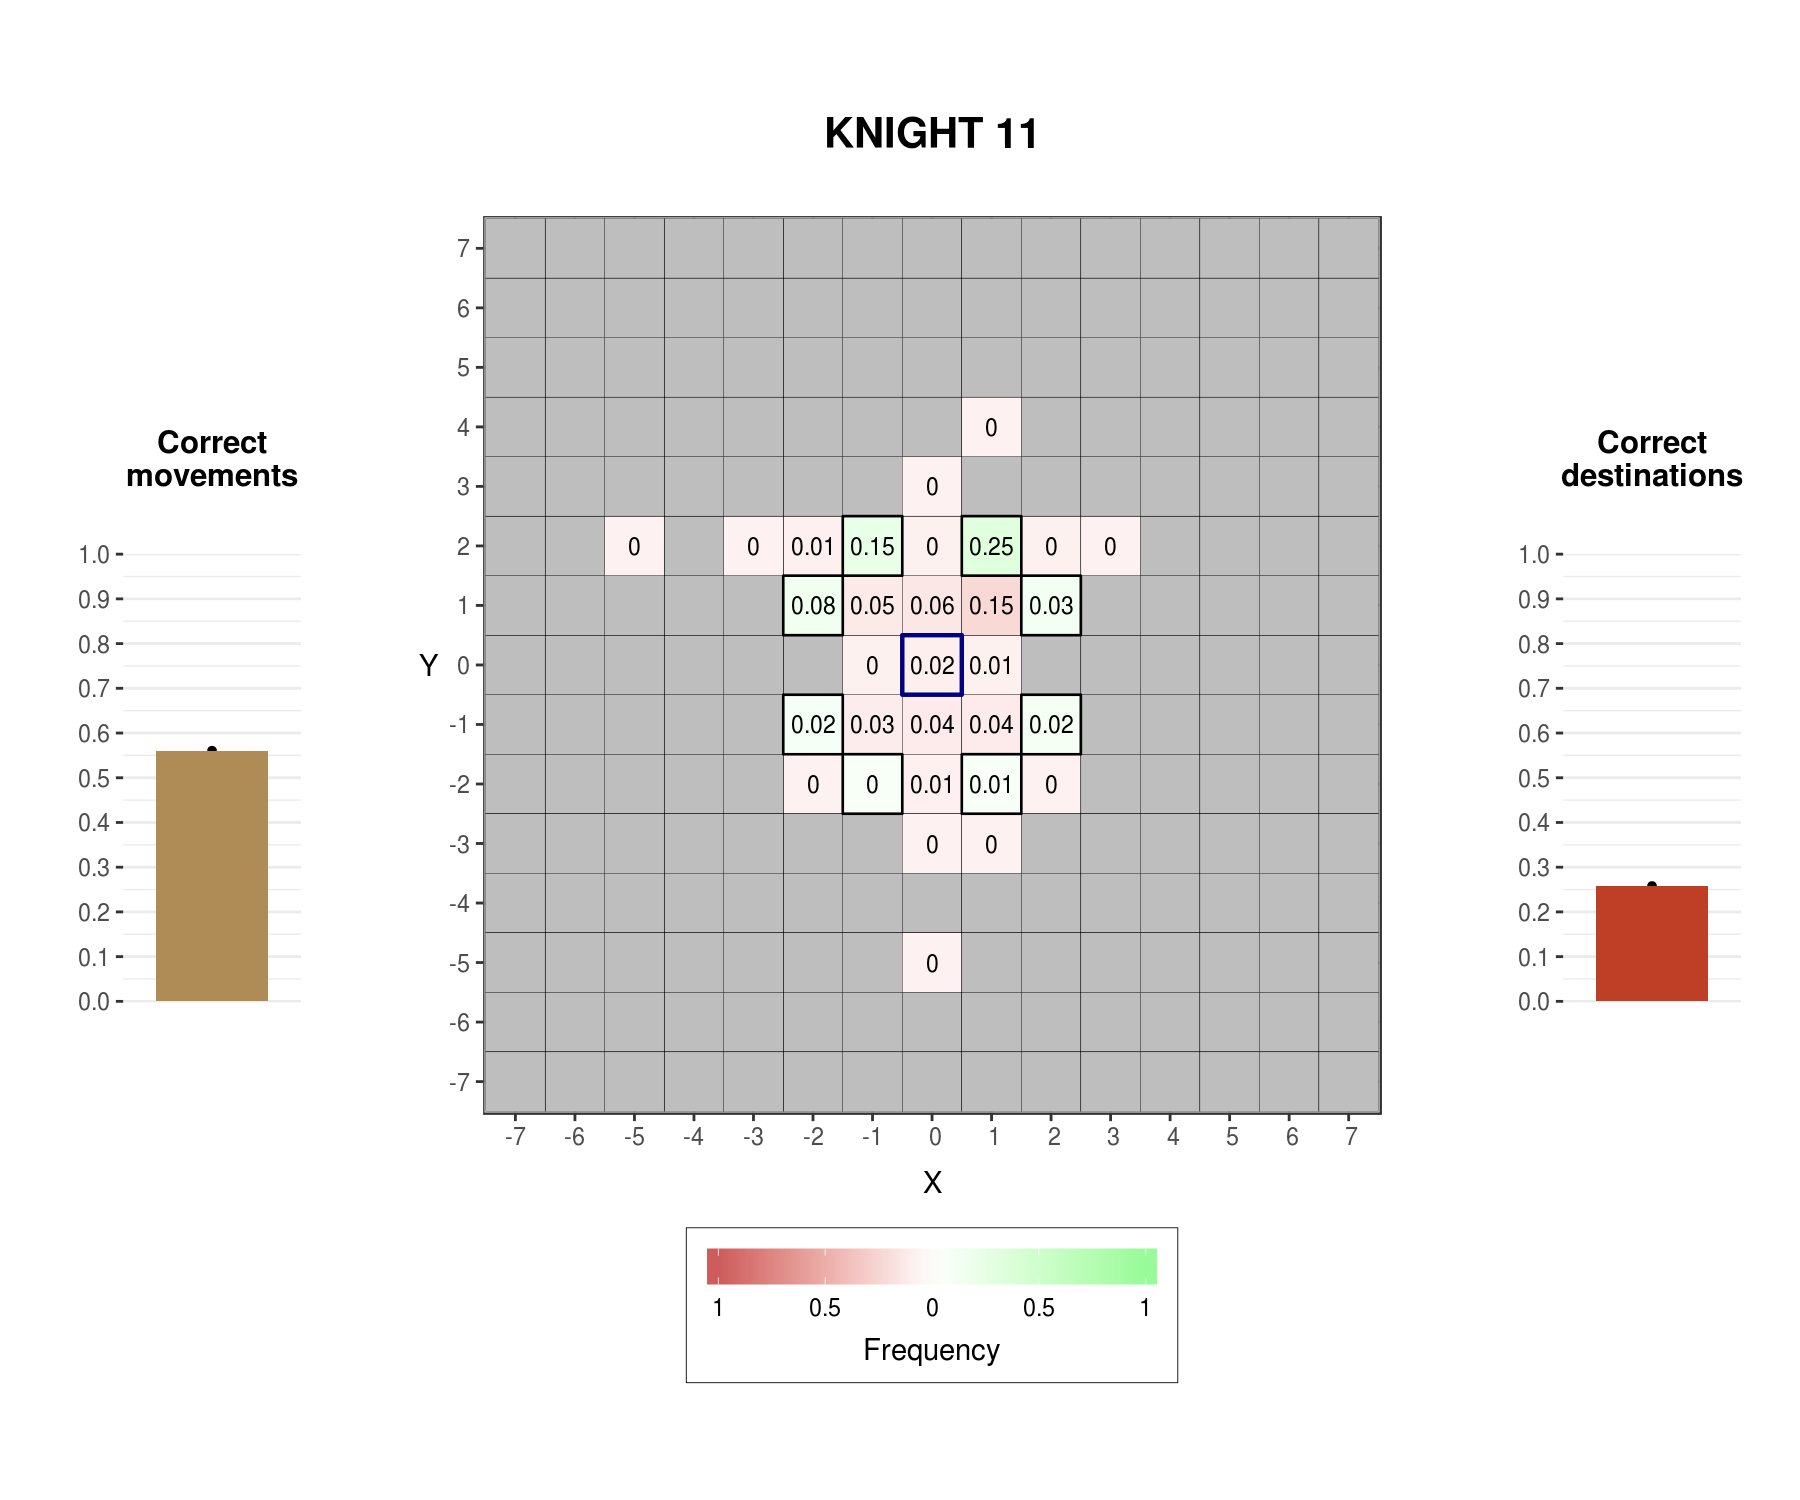 KNIGHT 11
Correct
movements
1.0
0.9
0.8
0.7
0.6
0.5
0.4
0.3
0.2
0.1
0.0
Y
7
6
5
4 0
3 0
2 0 0 0.01 0.15 0 0.25 0 0
1 0.08 0.05 0.06 0.15 0.03
0 0 0.02 0.01
-1 0.02 0.03 0.04 0.04 0.02
-2 0 0 0.01 0.01 0
-3 0 0
-4
-5 0
-6
-7
-7 -6 -5 -4 -3 -2 -1 0 1 2 3 4 5 6 7
X
1 0.5 0 0.5 1
Frequency
Correct
destinations
1.0
0.9
0.8
0.7
0.6
0.5
0.4
0.3
0.2
0.1
0.0